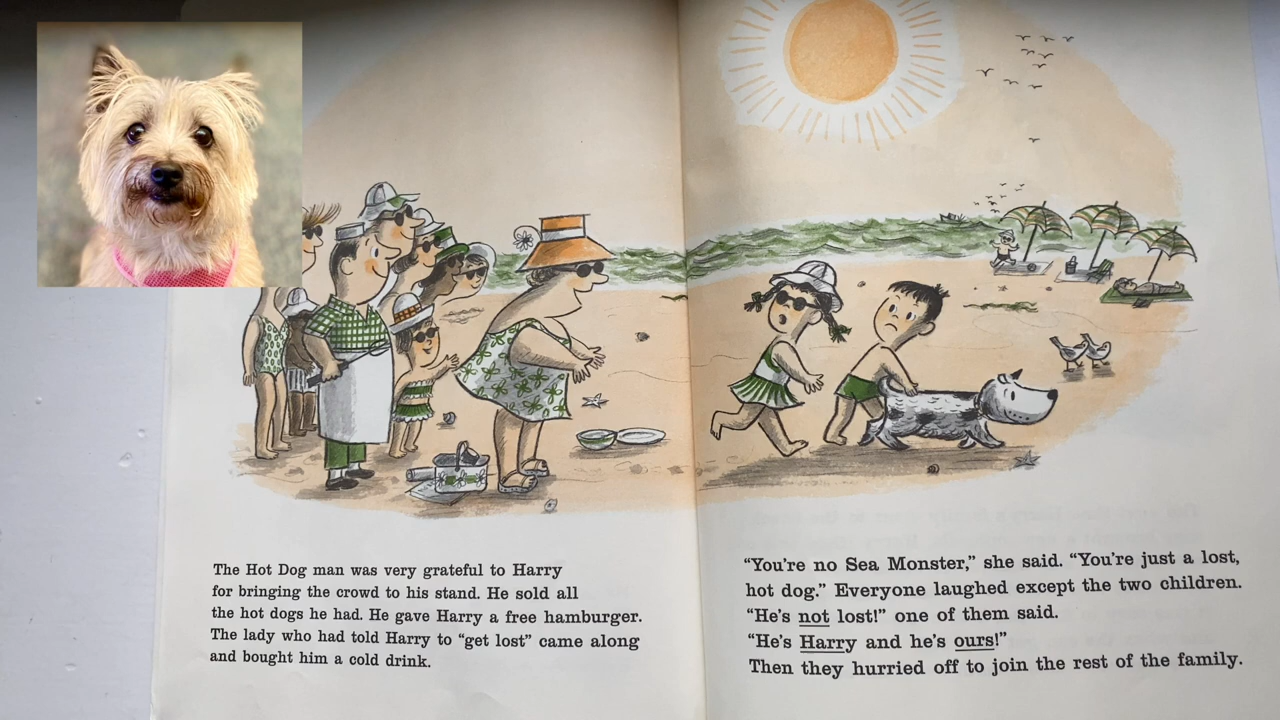 The Hot Dog man was very grateful to Harry
for bringing the crowd to his stand. He sold all
the hot dogs he had. He gave Harry a free hamburger.
The lady who had told Harry to “get lost” came along
and bought him a cold drink.
“You’re no Sea Monster,” she said. “You’re just a lost,
hot dog.” Everyone laughed except the two children.
“He’s not lost!” one of them said.
“He’s Harry and he’s ours!”
Then they hurried off to join the rest of the family.